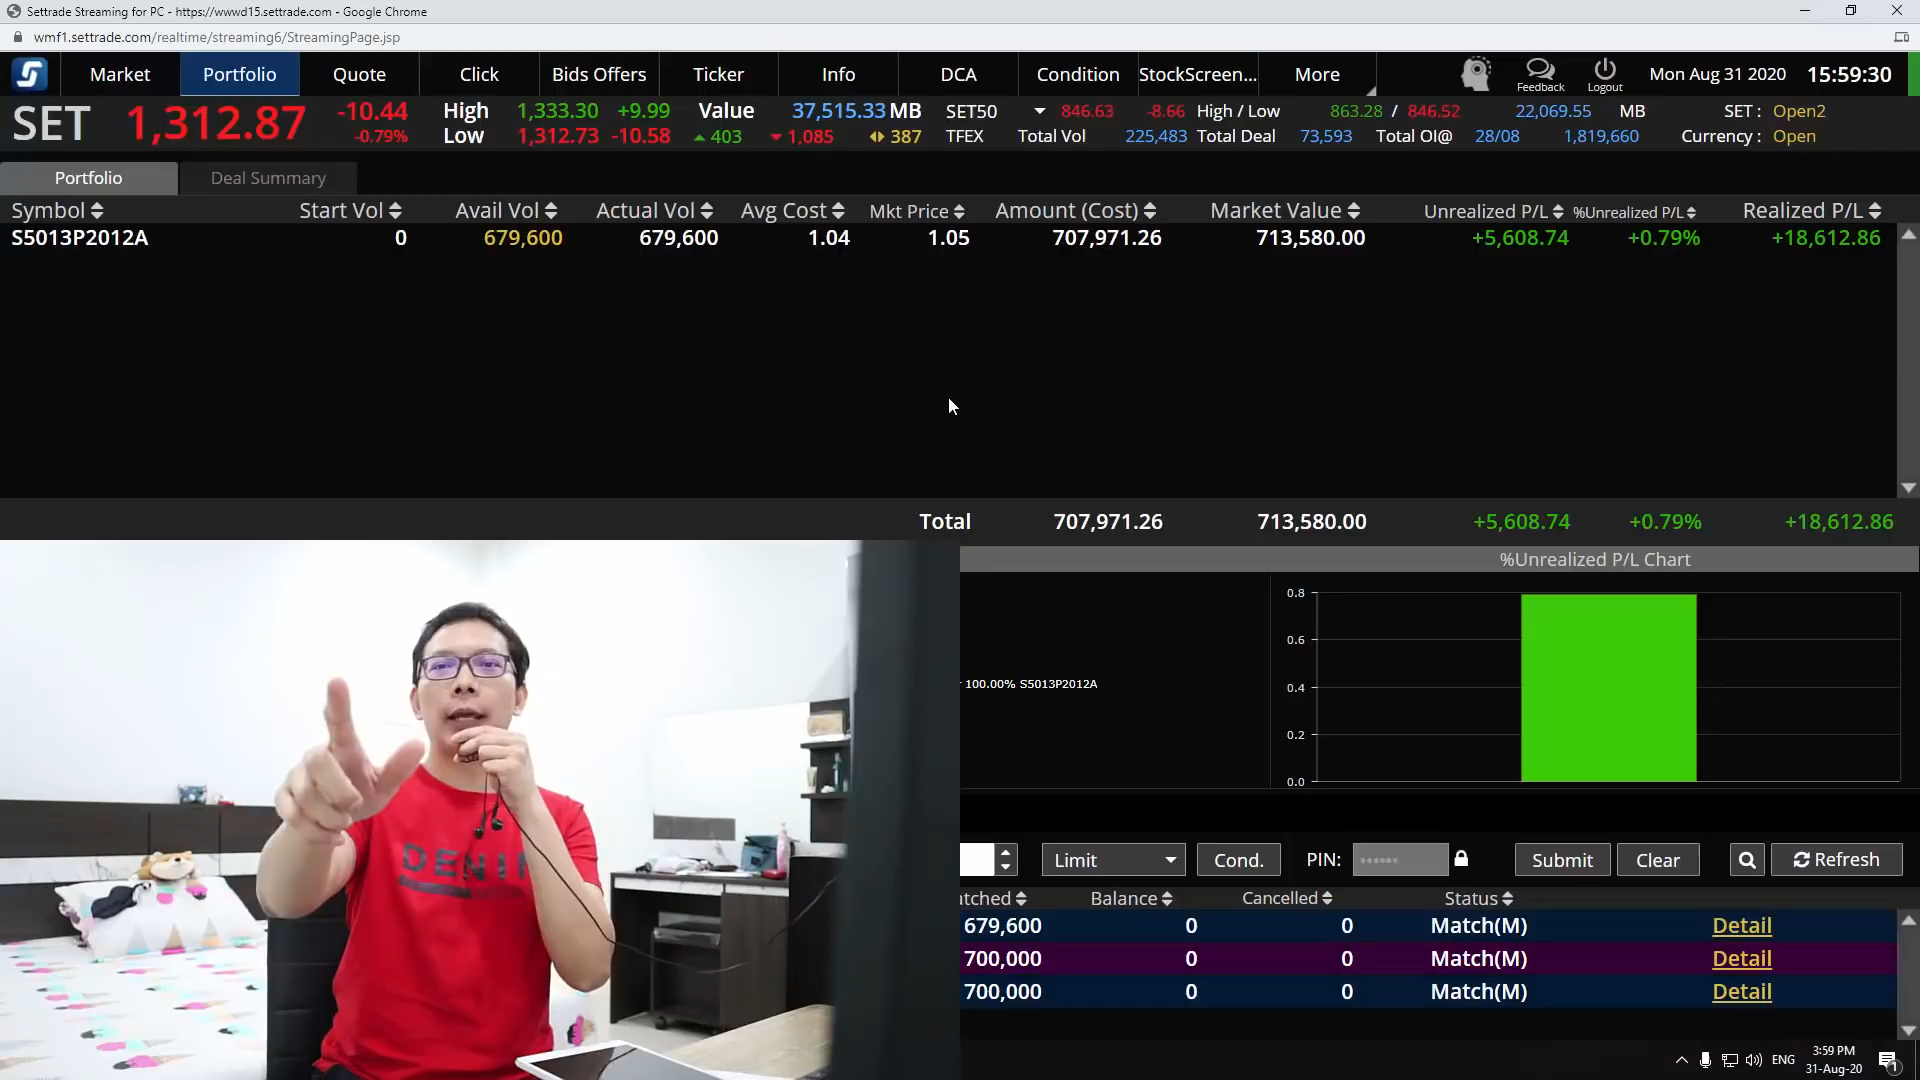 Settrade Streaming for PC - https://wwwd15.settrade.com - Google Chrome
wmf1.settrade.com/realtime/streaming6/StreamingPage.jsp
Market Portfolio Quote Click Bids Offers Ticker Info DCA Condition StockScreen... More Feedback Logout Mon Aug 31 2020 15:59:30
SET 1,312.87 -10.44 -0.79%
High 1,333.30 +9.99 Value 37,515.33 MB SET50 846.63 -8.66 High / Low 863.28 / 846.52 22,069.55 MB SET : Open2
Low 1,312.73 -10.58 403 1,085 387 TFEX Total Vol 225,483 Total Deal 73,593 Total OI@ 28/08 1,819,660 Currency : Open
Portfolio Deal Summary
Symbol Start Vol Avail Vol Actual Vol Avg Cost Mkt Price Amount (Cost) Market Value Unrealized P/L %Unrealized P/L Realized P/L
S5013P2012A 0 679,600 679,600 1.04 1.05 707,971.26 713,580.00 +5,608.74 +0.79% +18,612.86
Total 707,971.26 713,580.00 +5,608.74 +0.79% +18,612.86
%Unrealized P/L Chart
0.8
0.6
0.4
0.2
0.0
100.00% S5013P2012A
DENIM
Limit Cond. PIN: Submit Clear Refresh
Balance Cancelled Status
679,600 0 0 Match(M) Detail
700,000 0 0 Match(M) Detail
700,000 0 0 Match(M) Detail
ENG 3:59 PM
31-Aug-20
1